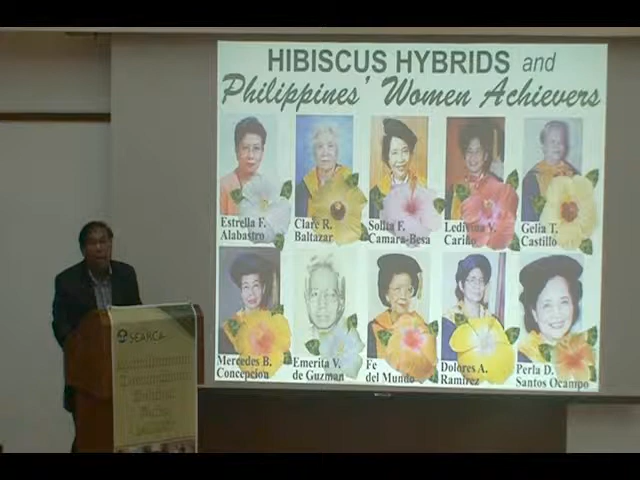 HIBISCUS HYBRIDS and
Philippines' Women Achievers
Estrella F.
Alabastro
Clare R.
Baltazar
Solita F.
Camara-Besa
Ledivina V.
Cariño
Gelia T.
Castillo
Mercedes B.
Concepcion
Emerita V.
de Guzman
Fe
del Mundo
Dolores A.
Ramirez
Perla D.
Santos Ocampo
SEARCA